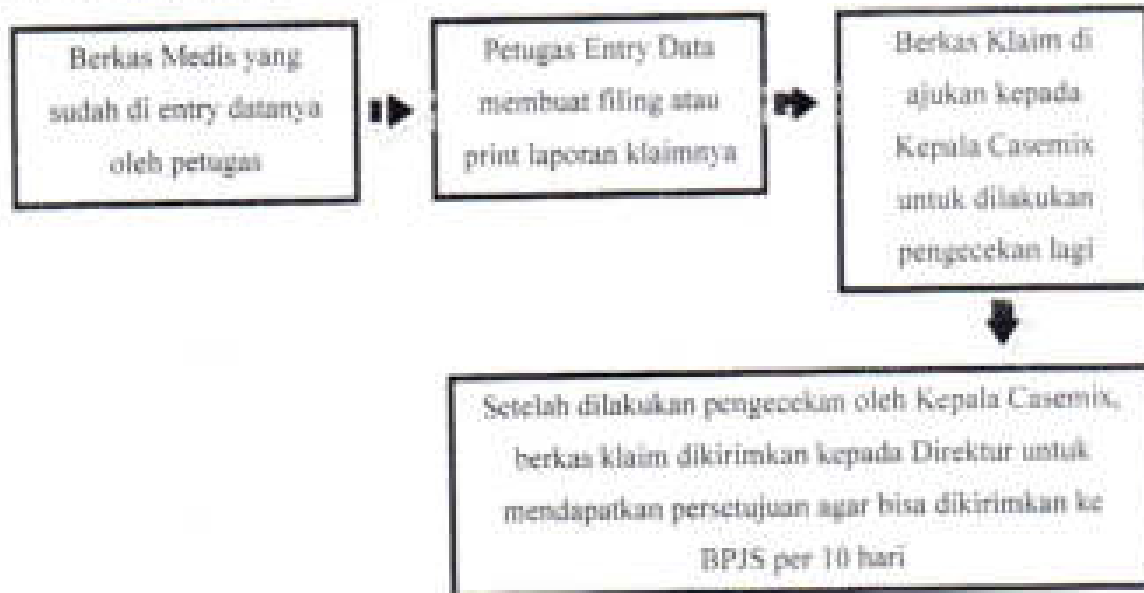 Berkas Medis yang
sudah di entry datanya
oleh petugas
Petugas Entry Data
membuat filing atau
print laporan klaimnya
Berkas Klaim di
ajukan kepada
Kepala Casemix
untuk dilakukan
pengecekan lagi
Setelah dilakukan pengecekan oleh Kepala Casemix,
berkas klaim dikirimkan kepada Direktur untuk
mendapatkan persetujuan agar bisa dikirimkan ke
BPJS per 10 hari